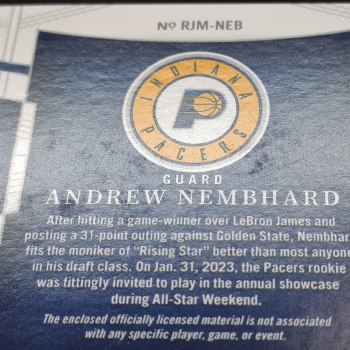 Nº RJM-NEB
INDIANA
PACERS
GUARD
ANDREW NEMBHARD
After hitting a game-winner over LeBron James and
posting a 31-point outing against Golden State, Nembhar
fits the moniker of "Rising Star" better than most anyone
in his draft class. On Jan. 31, 2023, the Pacers rookie
was fittingly invited to play in the annual showcase
during All-Star Weekend.
The enclosed officially licensed material is not associated
with any specific player, game, or event.